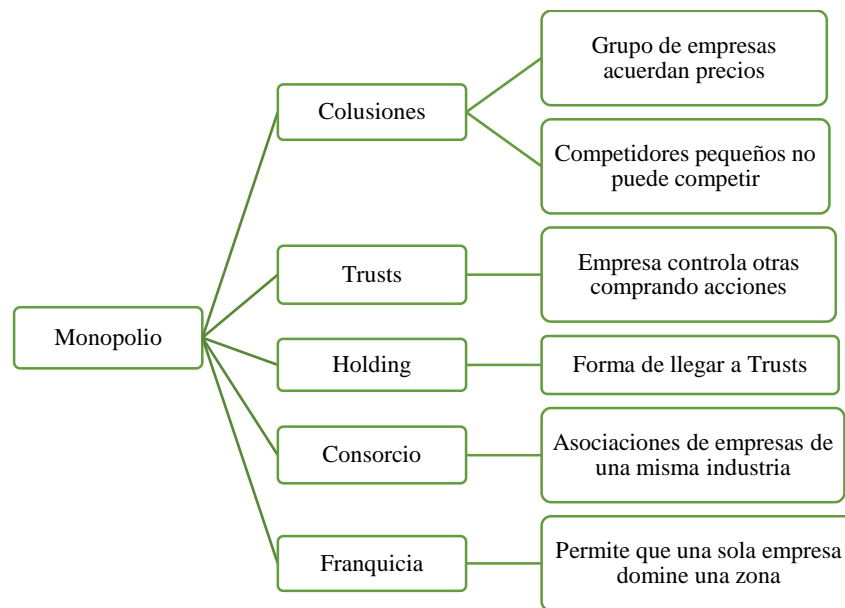 Monopolio
Colusiones
Grupo de empresas
acuerdan precios
Competidores pequeños no
puede competir
Trusts
Empresa controla otras
comprando acciones
Holding
Forma de llegar a Trusts
Consorcio
Asociaciones de empresas de
una misma industria
Franquicia
Permite que una sola empresa
domine una zona